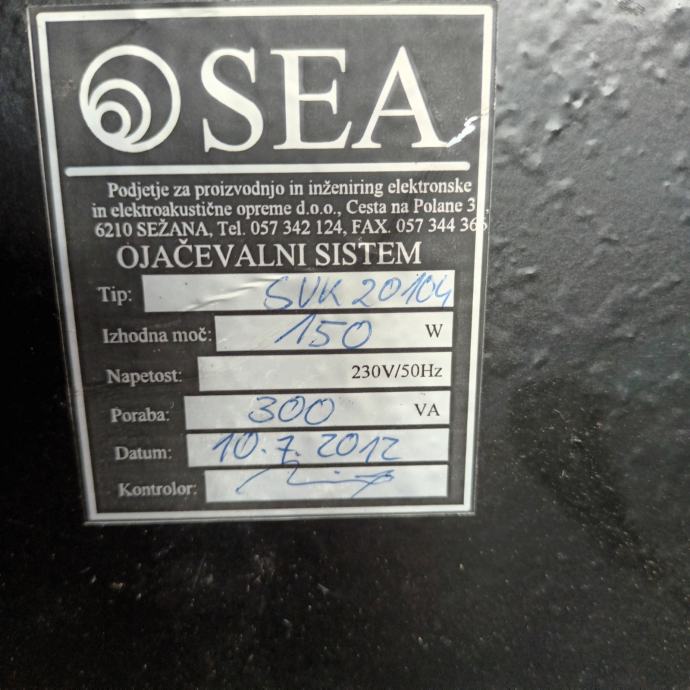 SEA
Podjetje za proizvodnjo in inženiring elektronske
in elektroakustične opreme d.o.o., Cesta na Polane 3,
6210 SEŽANA, Tel. 057 342 124, FAX. 057 344 365
OJAČEVALNI SISTEM
Tip: SVK 20104
Izhodna moč: 150 W
Napetost: 230V/50Hz
Poraba: 300 VA
Datum: 10.7.2012
Kontrolor: